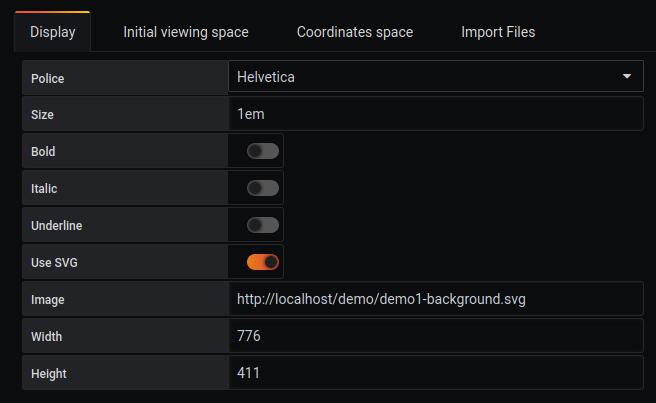 Display Initial viewing space Coordinates space Import Files
Police Helvetica
Size 1em
Bold
Italic
Underline
Use SVG
Image http://localhost/demo/demo1-background.svg
Width 776
Height 411